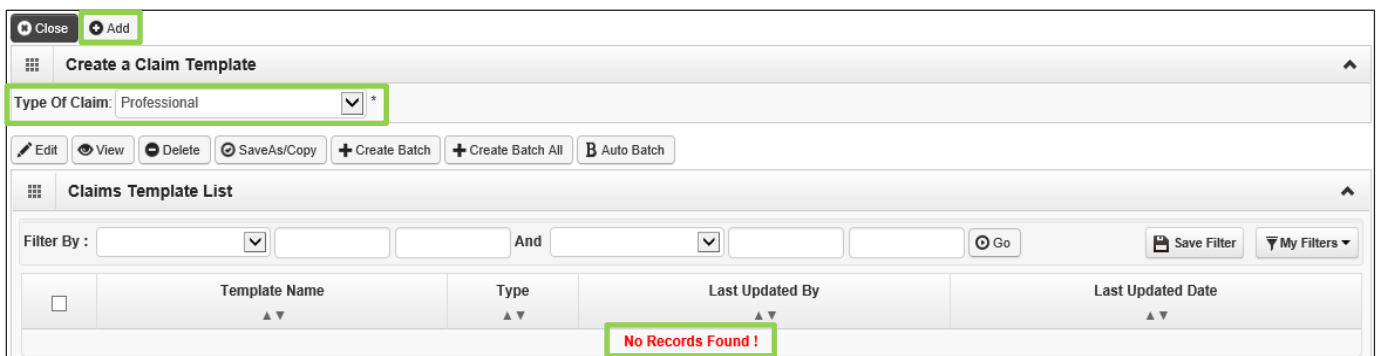 Close Add
Create a Claim Template
Type Of Claim: Professional *
Edit View Delete SaveAs/Copy Create Batch Create Batch All B Auto Batch
Claims Template List
Filter By : And Go Save Filter My Filters
Template Name Type Last Updated By Last Updated Date
No Records Found !